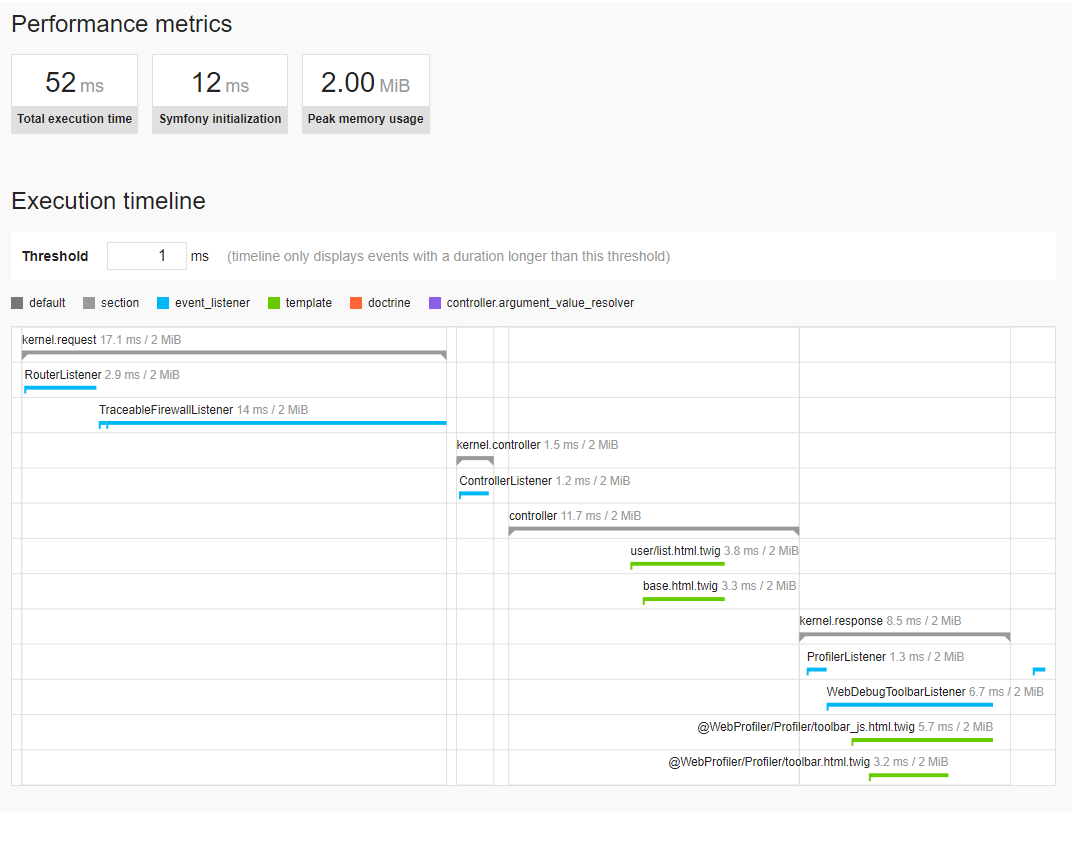 Performance metrics
52 ms
12 ms
2.00 MiB
Total execution time
Symfony initialization
Peak memory usage
Execution timeline
Threshold 1 ms (timeline only displays events with a duration longer than this threshold)
default section event_listener template doctrine controller.argument_value_resolver
kernel.request 17.1 ms / 2 MiB
RouterListener 2.9 ms / 2 MiB
TraceableFirewallListener 14 ms / 2 MiB
kernel.controller 1.5 ms / 2 MiB
ControllerListener 1.2 ms / 2 MiB
controller 11.7 ms / 2 MiB
user/list.html.twig 3.8 ms / 2 MiB
base.html.twig 3.3 ms / 2 MiB
kernel.response 8.5 ms / 2 MiB
ProfilerListener 1.3 ms / 2 MiB
WebDebugToolbarListener 6.7 ms / 2 MiB
@WebProfiler/Profiler/toolbar_js.html.twig 5.7 ms / 2 MiB
@WebProfiler/Profiler/toolbar.html.twig 3.2 ms / 2 MiB